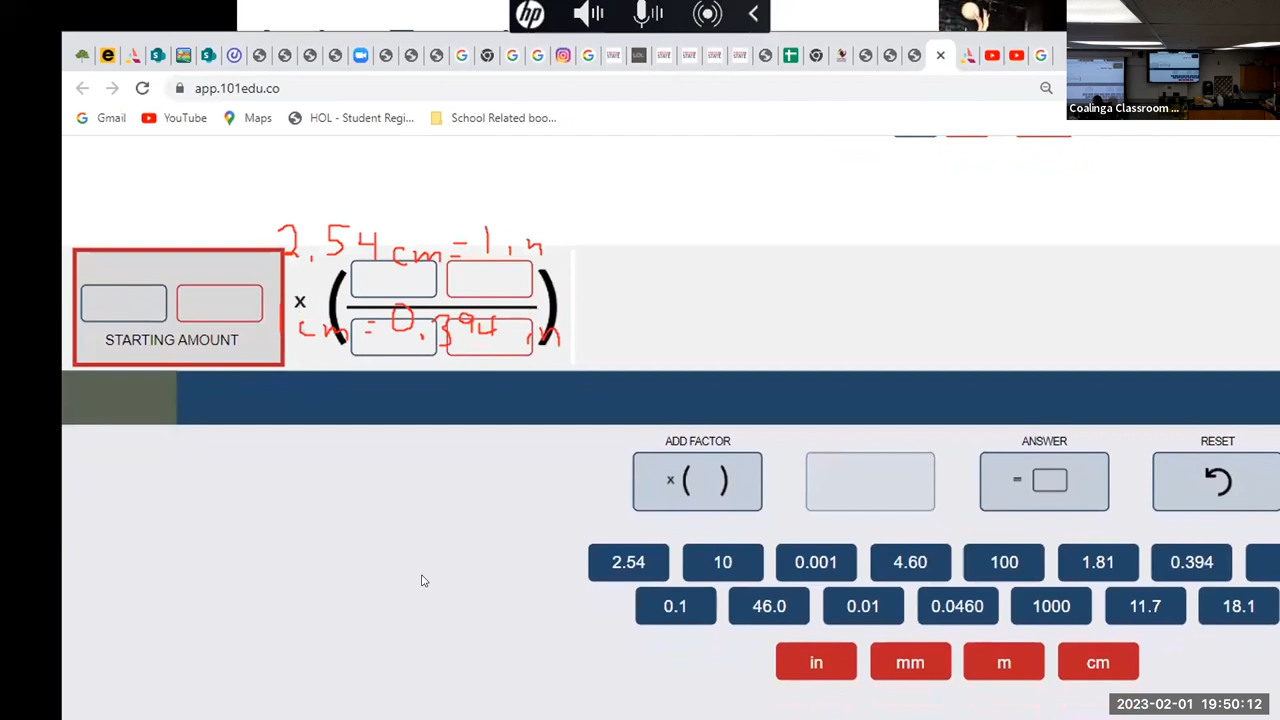 hp
app.101edu.co
Gmail YouTube Maps HOL - Student Regi... School Related boo...
Coalinga Classroom ...
2.54 cm = 1 in
cm = 0.394 in
x ( )
STARTING AMOUNT
ADD FACTOR ANSWER RESET
x ( ) =
2.54 10 0.001 4.60 100 1.81 0.394
0.1 46.0 0.01 0.0460 1000 11.7 18.1
in mm m cm
2023-02-01 19:50:12